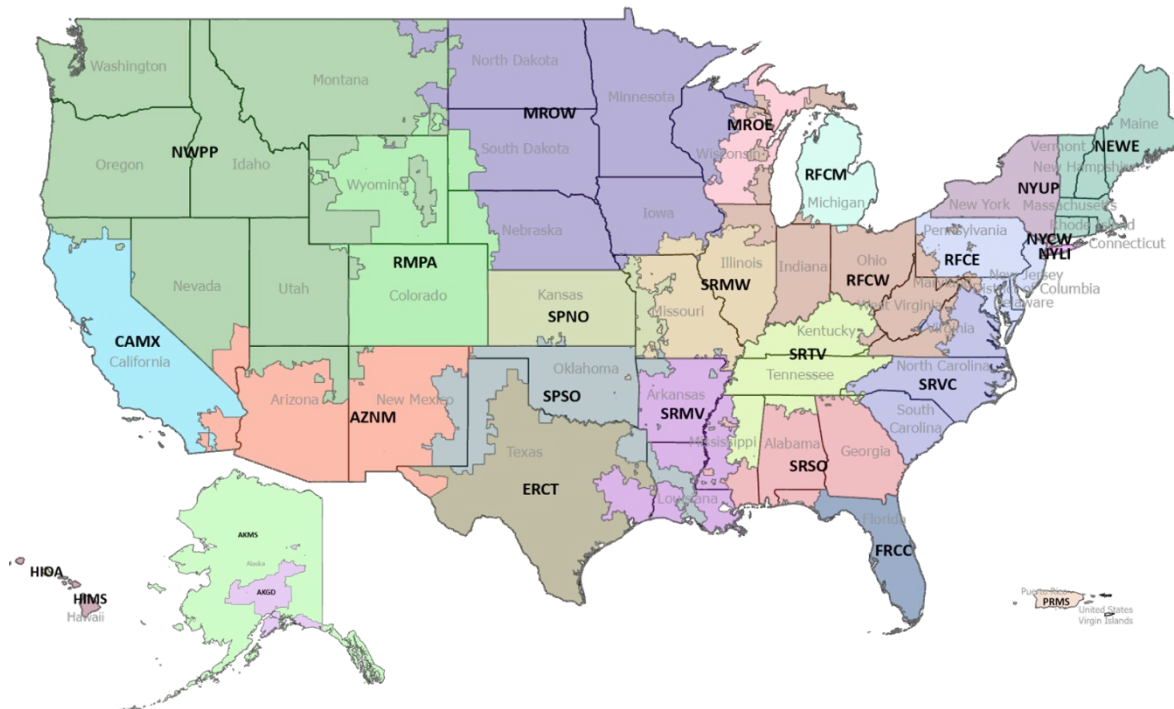 Washington
Montana
North Dakota
Minnesota
MROW
MROE
Maine
Vermont
NEWE
New Hampshire
NWPP
Oregon
Idaho
Wyoming
South Dakota
Wisconsin
RFCM
Michigan
NYUP
New York
Massachusetts
Rhode Island
Connecticut
NYCW
NYLI
Nebraska
Iowa
Pennsylvania
RFCE
New Jersey
District of Columbia
Delaware
Maryland
RMPA
Nevada
Utah
Colorado
Kansas
SPNO
Illinois
SRMW
Missouri
Indiana
Ohio
RFCW
West Virginia
Virginia
Kentucky
SRTV
Tennessee
CAMX
California
Arizona
AZNM
New Mexico
Oklahoma
SPSO
Arkansas
SRMV
Mississippi
North Carolina
SRVC
South
Carolina
Alabama
Georgia
SRSO
Texas
ERCT
Louisiana
Florida
FRCC
AKMS
Alaska
AKGD
HIOA
HIMS
Hawaii
Puerto Rico
PRMS
United States
Virgin Islands